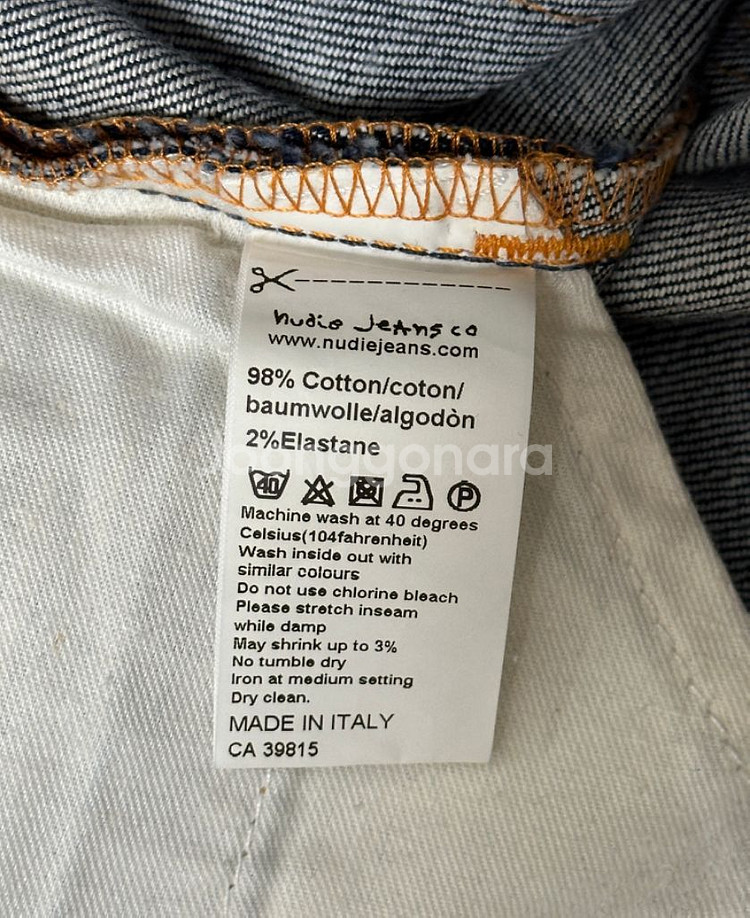 nudie Jeans co
www.nudiejeans.com
98% Cotton/coton/
baumwolle/algodòn
2%Elastane
joonggonara
40 P
Machine wash at 40 degrees
Celsius(104fahrenheit)
Wash inside out with
similar colours
Do not use chlorine bleach
Please stretch inseam
while damp
May shrink up to 3%
No tumble dry
Iron at medium setting
Dry clean.
MADE IN ITALY
CA 39815